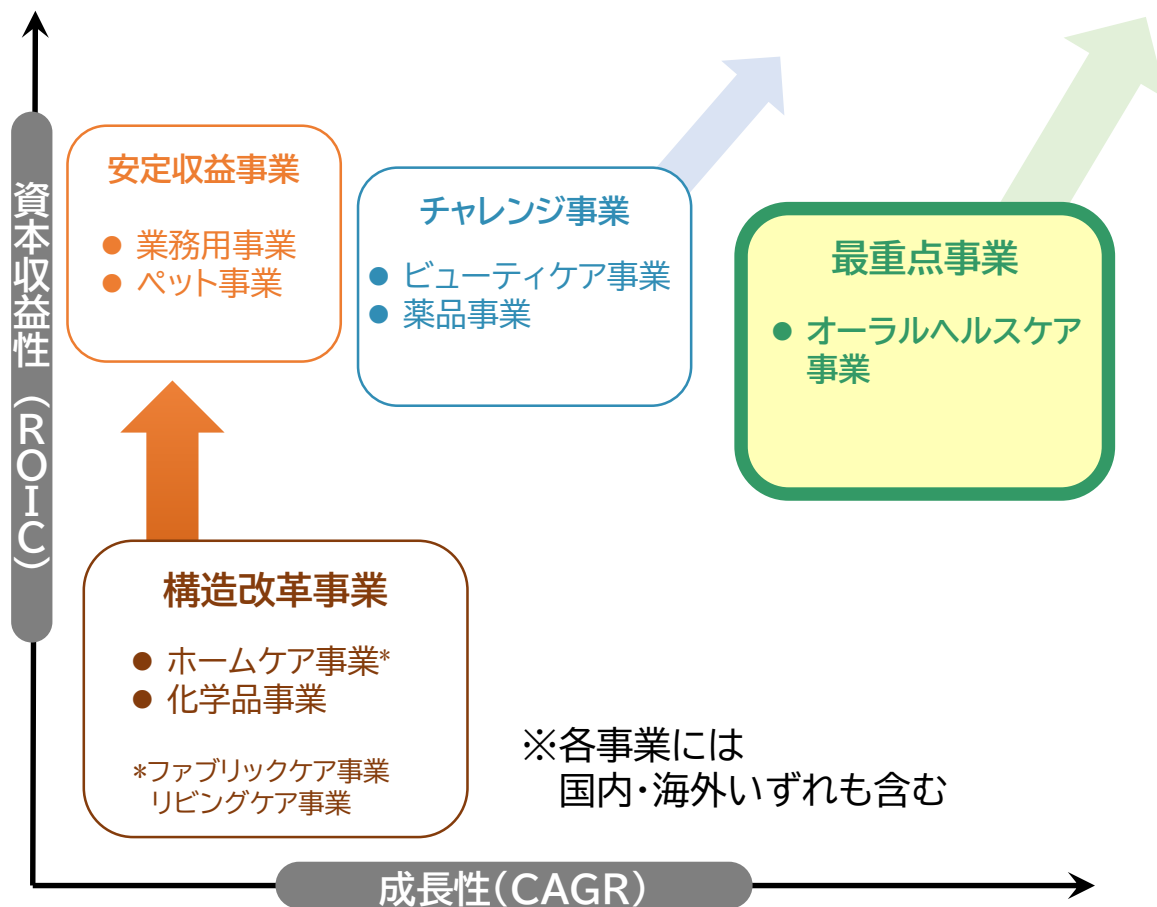 資本収益性（ROIC）
安定収益事業
● 業務用事業
● ペット事業
チャレンジ事業
● ビューティケア事業
● 薬品事業
最重点事業
● オーラルヘルスケア
事業
構造改革事業
● ホームケア事業*
● 化学品事業
*ファブリックケア事業
リビングケア事業
※各事業には
国内・海外いずれも含む
成長性（CAGR）